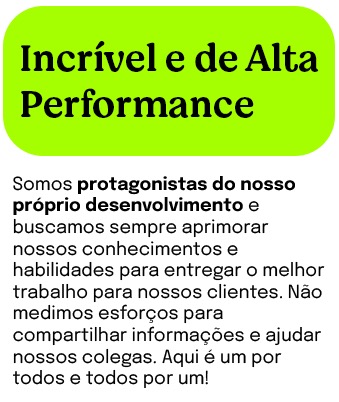 Incrível e de Alta
Performance
Somos protagonistas do nosso
próprio desenvolvimento e
buscamos sempre aprimorar
nossos conhecimentos e
habilidades para entregar o melhor
trabalho para nossos clientes. Não
medimos esforços para
compartilhar informações e ajudar
nossos colegas. Aqui é um por
todos e todos por um!